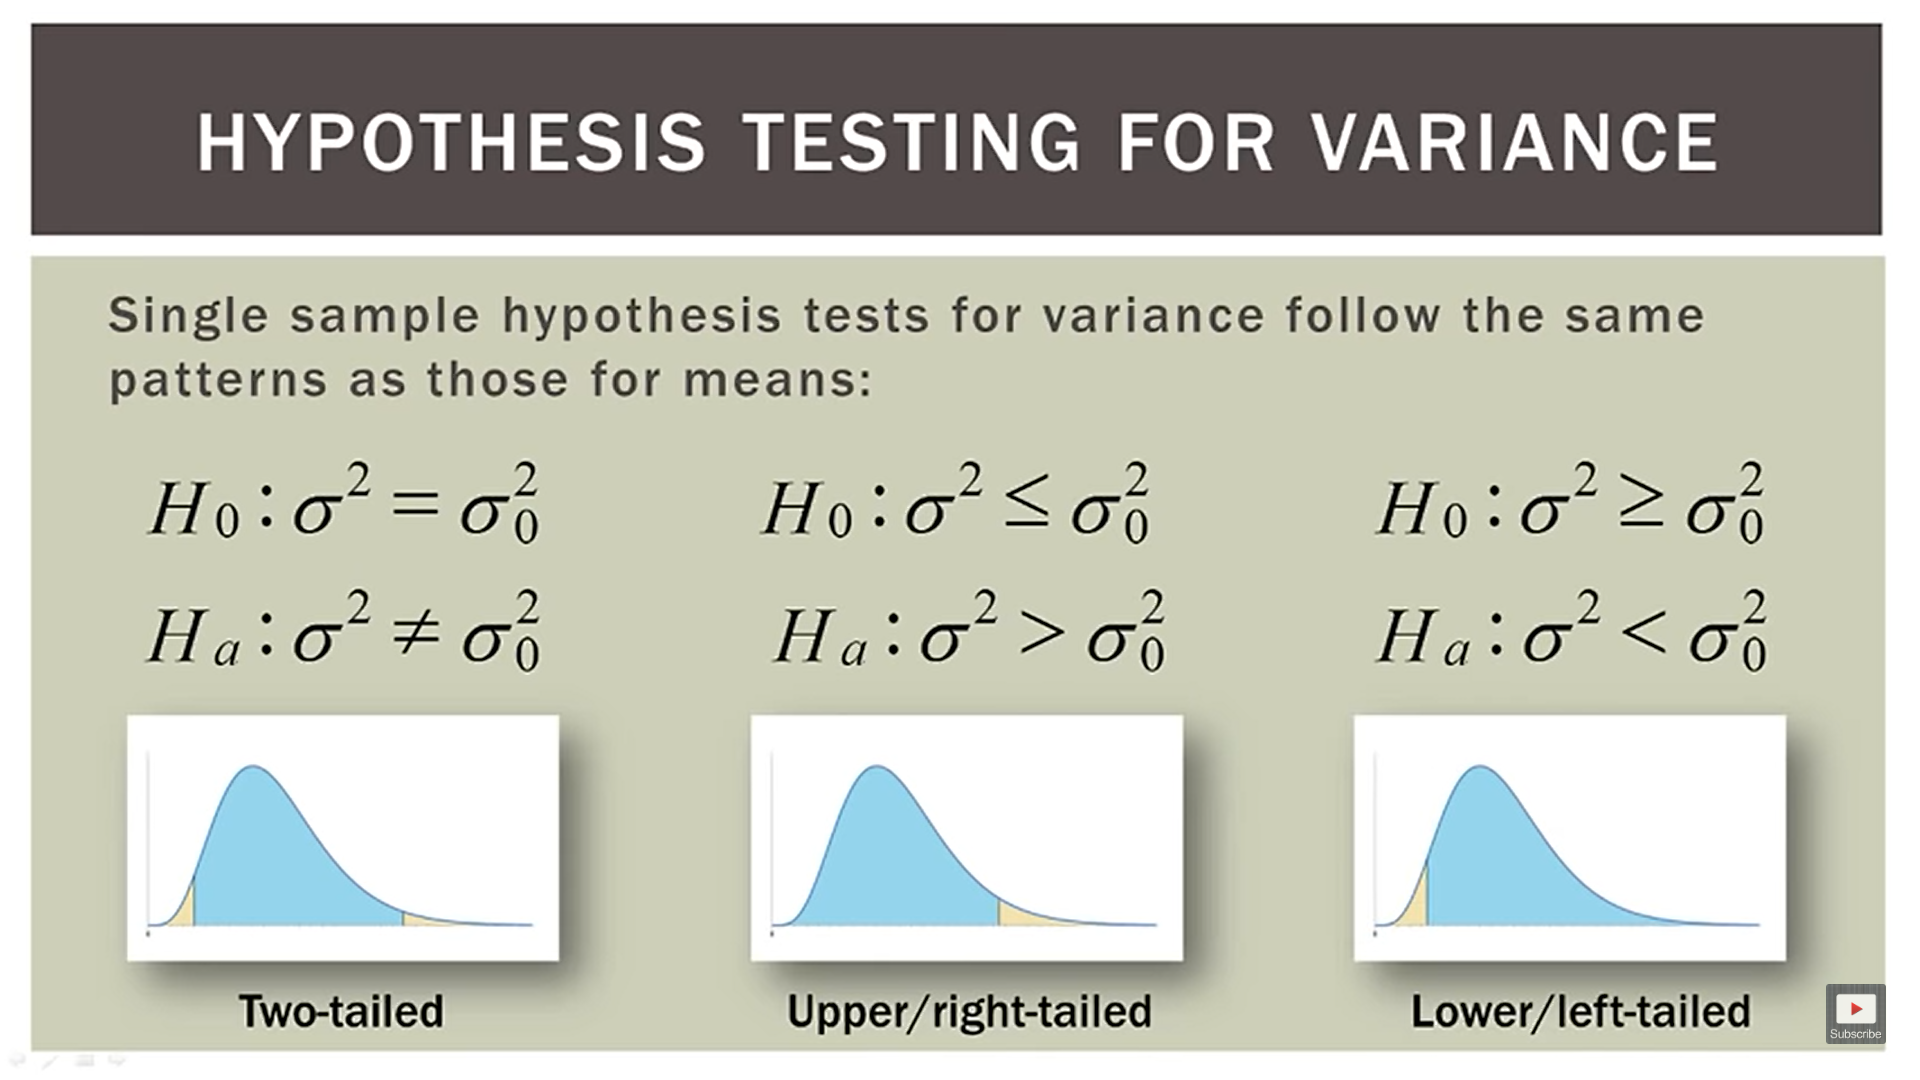 HYPOTHESIS TESTING FOR VARIANCE
Single sample hypothesis tests for variance follow the same
patterns as those for means:
H₀ : σ² = σ₀² H₀ : σ² ≤ σ₀² H₀ : σ² ≥ σ₀²
Hₐ : σ² ≠ σ₀² Hₐ : σ² > σ₀² Hₐ : σ² < σ₀²
Two-tailed Upper/right-tailed Lower/left-tailed
Subscribe